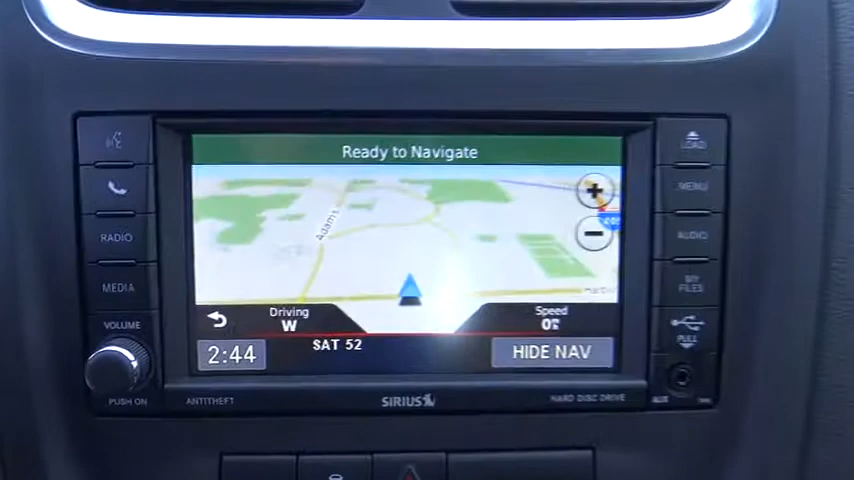 Ready to Navigate
LOAD
MENU
Adams
RADIO
AUDIO
MEDIA
MY
FILES
Driving
W
Speed
VOLUME
PULL
2:44
SAT 52
HIDE NAV
PUSH ON
ANTITHEFT
SIRIUS
HARD DISC DRIVE
AUX